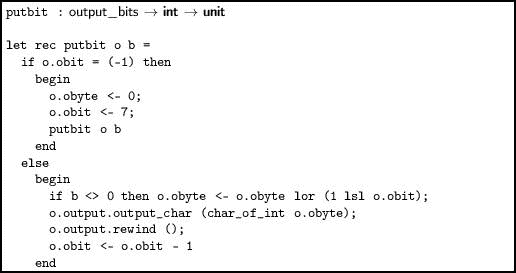 putbit : output_bits → int → unit
let rec putbit o b =
  if o.obit = (-1) then
    begin
      o.obyte <- 0;
      o.obit <- 7;
      putbit o b
    end
  else
    begin
      if b <> 0 then o.obyte <- o.obyte lor (1 lsl o.obit);
      o.output.output_char (char_of_int o.obyte);
      o.output.rewind ();
      o.obit <- o.obit - 1
    end